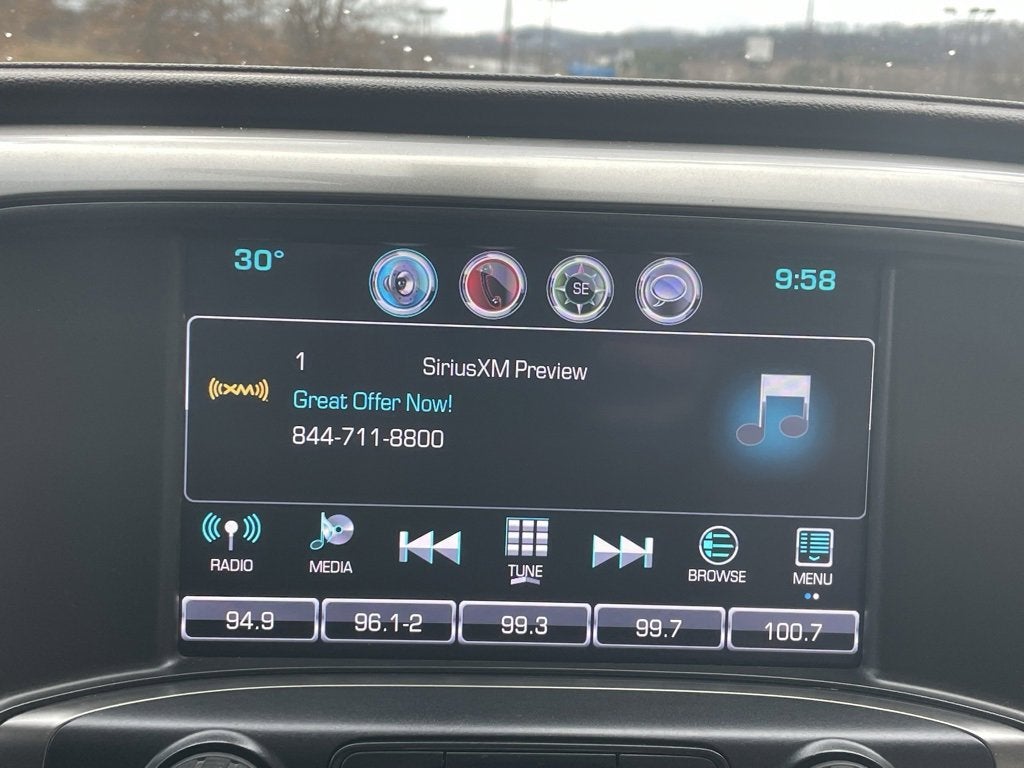 30°
SE
9:58
1 SiriusXM Preview
((XM))
Great Offer Now!
844-711-8800
RADIO
MEDIA
TUNE
BROWSE
MENU
94.9
96.1-2
99.3
99.7
100.7